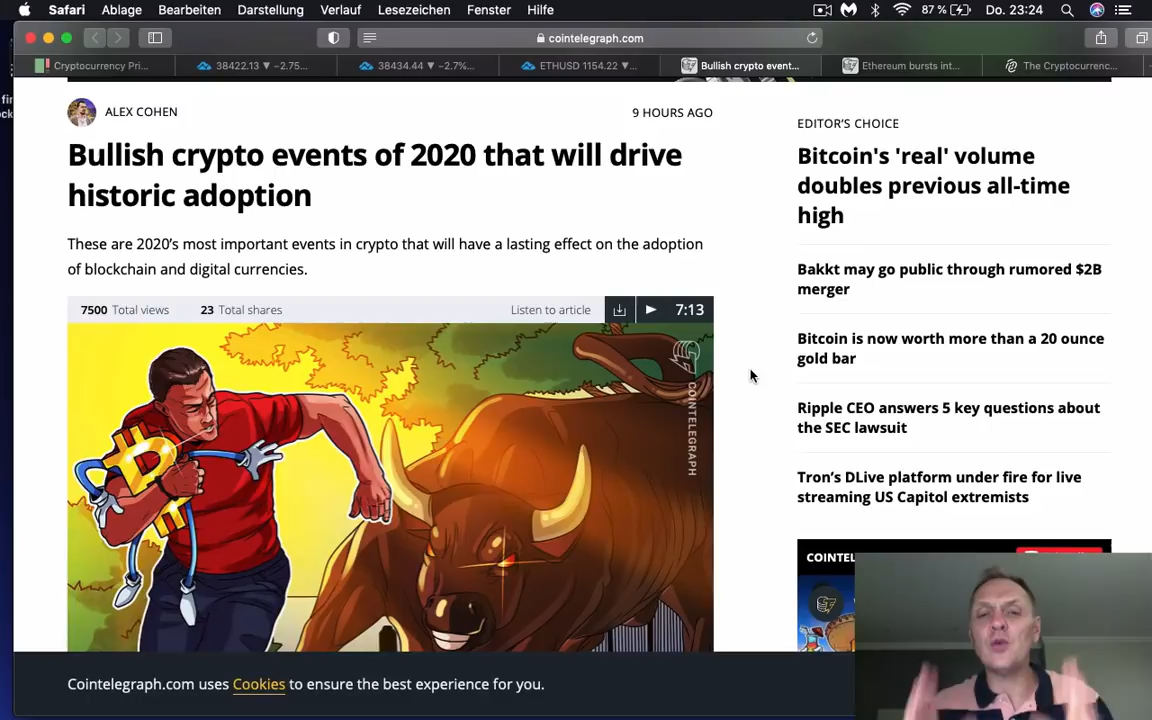 Safari Ablage Bearbeiten Darstellung Verlauf Lesezeichen Fenster Hilfe 87 % Do. 23:24
cointelegraph.com
Cryptocurrency Pri... 38422.13 ▼ −2.75... 38434.44 ▼ −2.7%... ETHUSD 1154.22 ▼... Bullish crypto event... Ethereum bursts int... The Cryptocurrenc...
ALEX COHEN
9 HOURS AGO
Bullish crypto events of 2020 that will drive
historic adoption
These are 2020's most important events in crypto that will have a lasting effect on the adoption
of blockchain and digital currencies.
7500 Total views 23 Total shares Listen to article 7:13
COINTELEGRAPH
EDITOR'S CHOICE
Bitcoin's 'real' volume
doubles previous all-time
high
Bakkt may go public through rumored $2B
merger
Bitcoin is now worth more than a 20 ounce
gold bar
Ripple CEO answers 5 key questions about
the SEC lawsuit
Tron's DLive platform under fire for live
streaming US Capitol extremists
COINTEL
Cointelegraph.com uses Cookies to ensure the best experience for you.